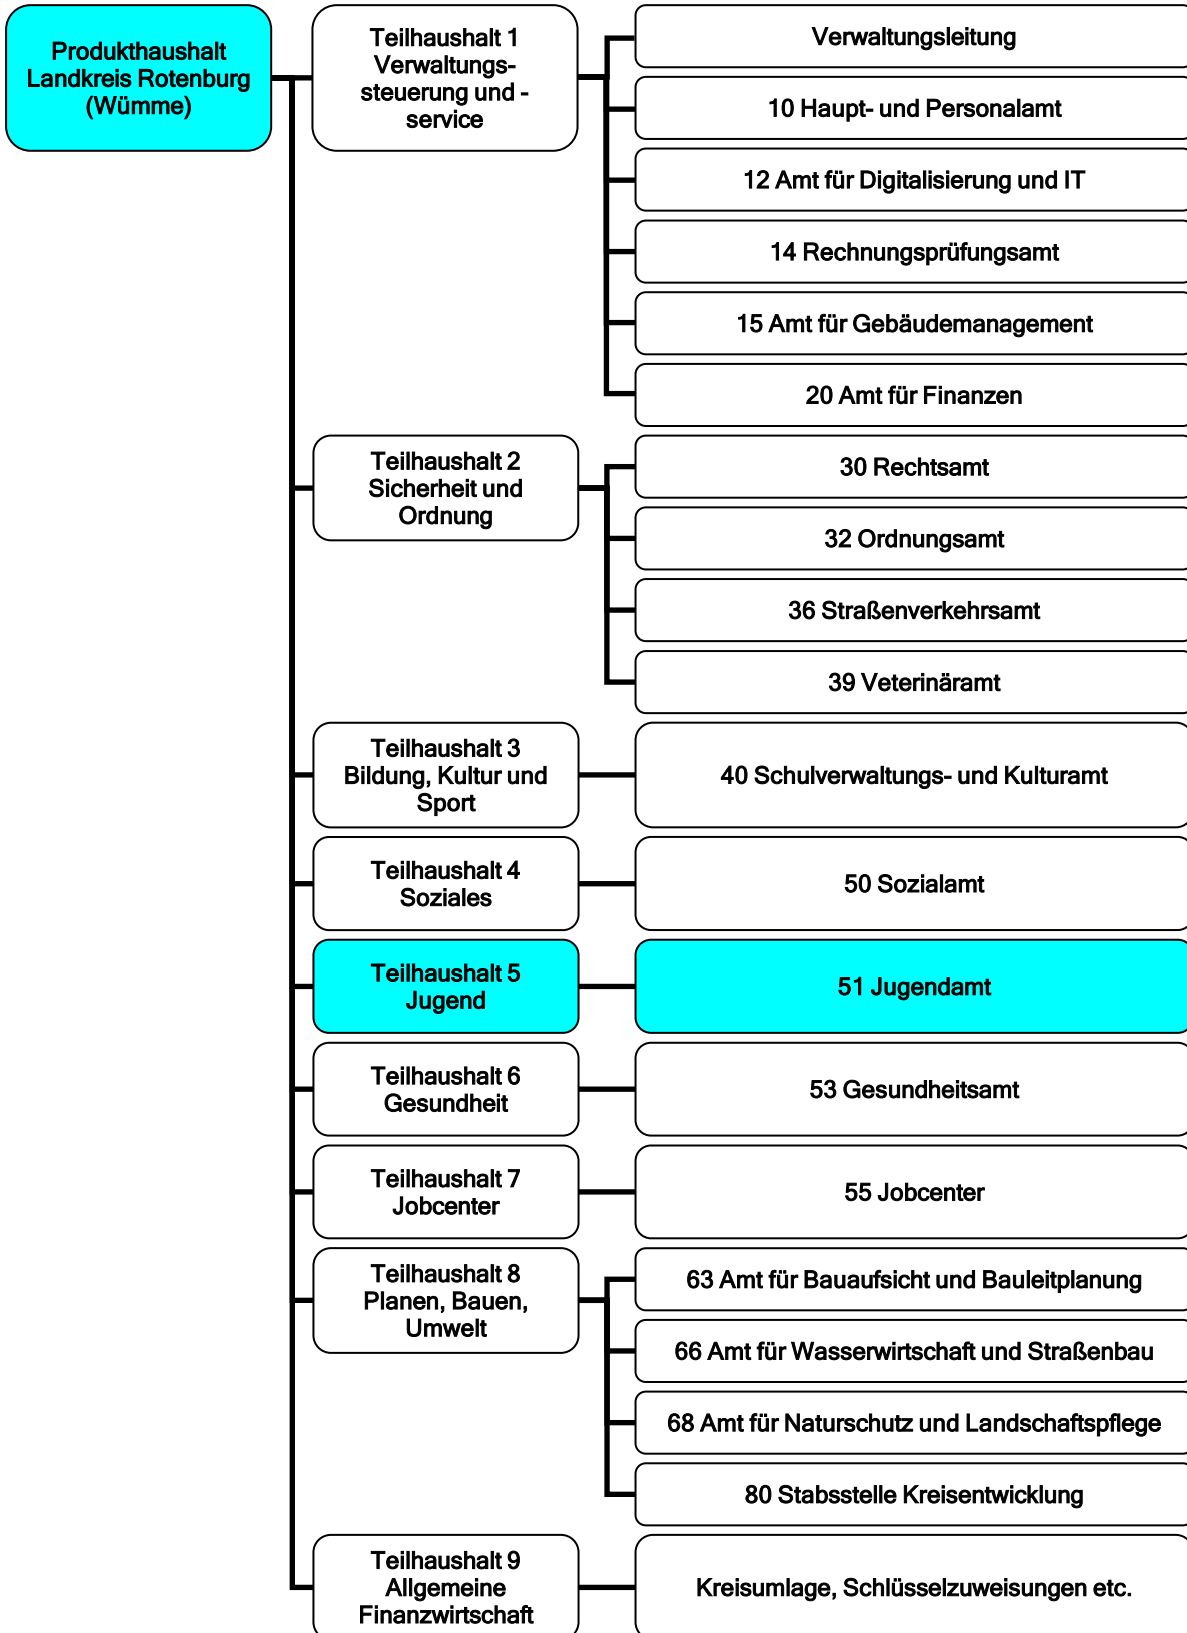 Produkthaushalt
Landkreis Rotenburg
(Wümme)
Teilhaushalt 1
Verwaltungs-
steuerung und -
service
Verwaltungsleitung
10 Haupt- und Personalamt
12 Amt für Digitalisierung und IT
14 Rechnungsprüfungsamt
15 Amt für Gebäudemanagement
20 Amt für Finanzen
Teilhaushalt 2
Sicherheit und
Ordnung
30 Rechtsamt
32 Ordnungsamt
36 Straßenverkehrsamt
39 Veterinäramt
Teilhaushalt 3
Bildung, Kultur und
Sport
40 Schulverwaltungs- und Kulturamt
Teilhaushalt 4
Soziales
50 Sozialamt
Teilhaushalt 5
Jugend
51 Jugendamt
Teilhaushalt 6
Gesundheit
53 Gesundheitsamt
Teilhaushalt 7
Jobcenter
55 Jobcenter
Teilhaushalt 8
Planen, Bauen,
Umwelt
63 Amt für Bauaufsicht und Bauleitplanung
66 Amt für Wasserwirtschaft und Straßenbau
68 Amt für Naturschutz und Landschaftspflege
80 Stabsstelle Kreisentwicklung
Teilhaushalt 9
Allgemeine
Finanzwirtschaft
Kreisumlage, Schlüsselzuweisungen etc.